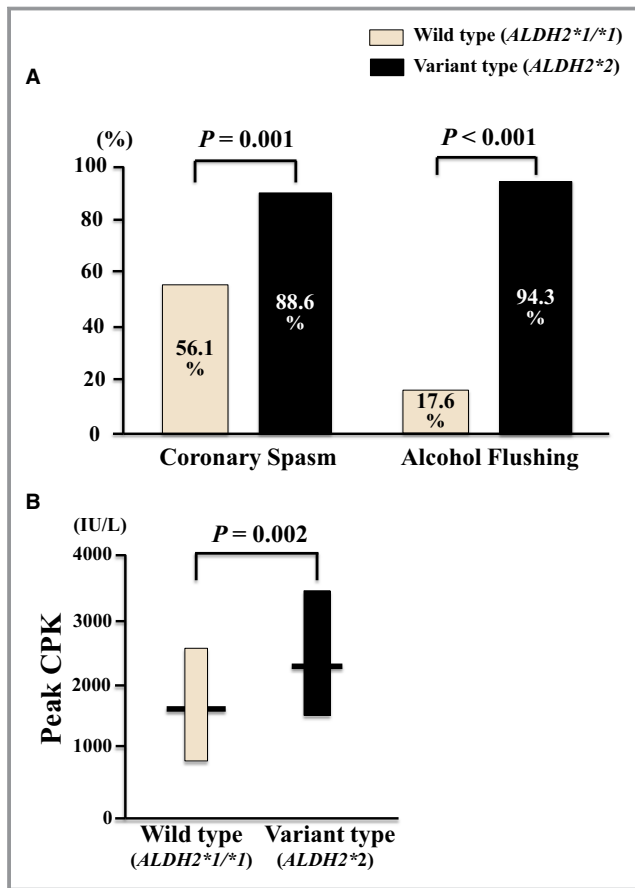 Wild type (ALDH2*1/*1)
Variant type (ALDH2*2)
A
(%)
P = 0.001
P < 0.001
100
80
60
40
20
0
56.1
%
88.6
%
17.6
%
94.3
%
Coronary Spasm
Alcohol Flushing
B
(IU/L)
P = 0.002
4000
3000
2000
1000
0
Peak CPK
Wild type
(ALDH2*1/*1)
Variant type
(ALDH2*2)